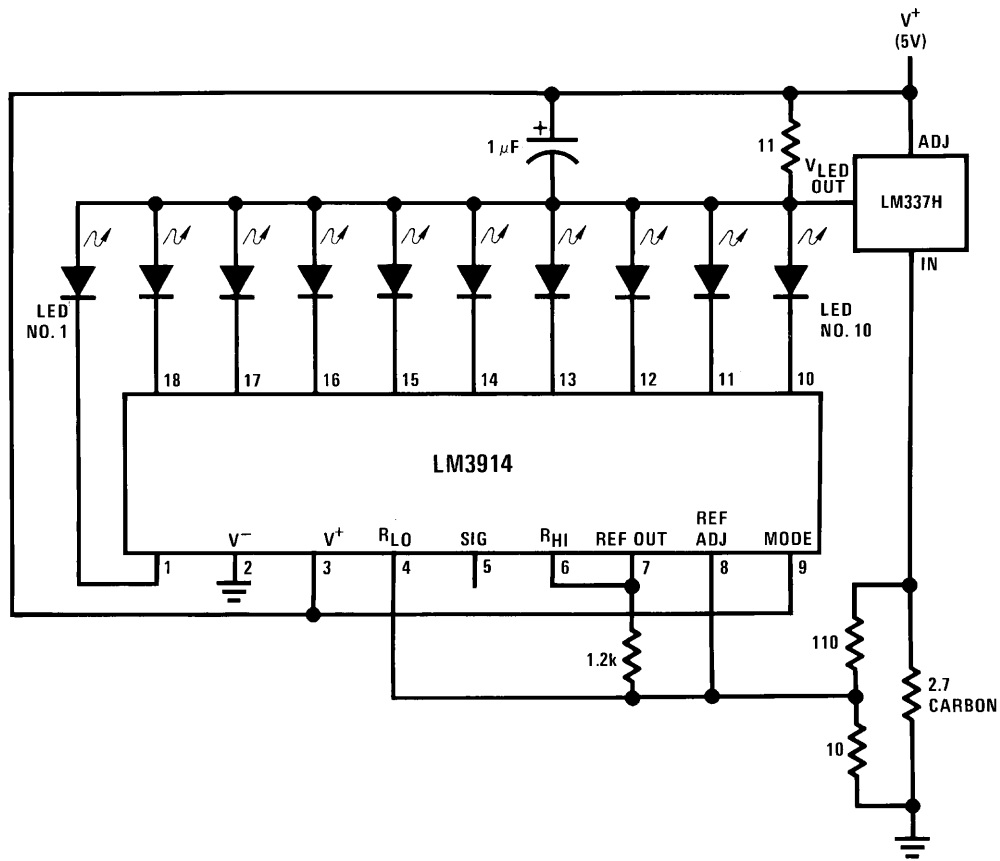 V+
(5V)
ADJ
1 μF
+
11
VLED
OUT
LM337H
IN
LED
NO. 1
LED
NO. 10
18 17 16 15 14 13 12 11 10
LM3914
V− V+ RLO SIG RHI REF OUT REF
ADJ MODE
1 2 3 4 5 6 7 8 9
1.2k
110
2.7
CARBON
10